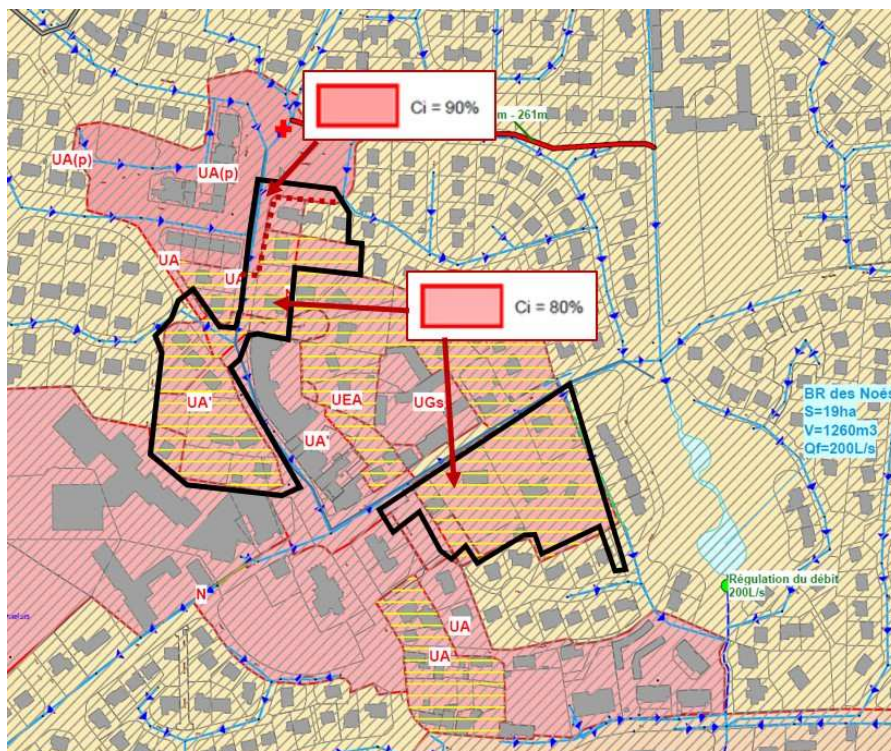 Ci = 90%
m - 261m
UA(p)
UA(p)
UA
UA
Ci = 80%
UA'
UEA
UGs
UA'
BR des Noës
S=19ha
V=1260m3
Qf=200L/s
Régulation du débit
200L/s
N
UA
UA